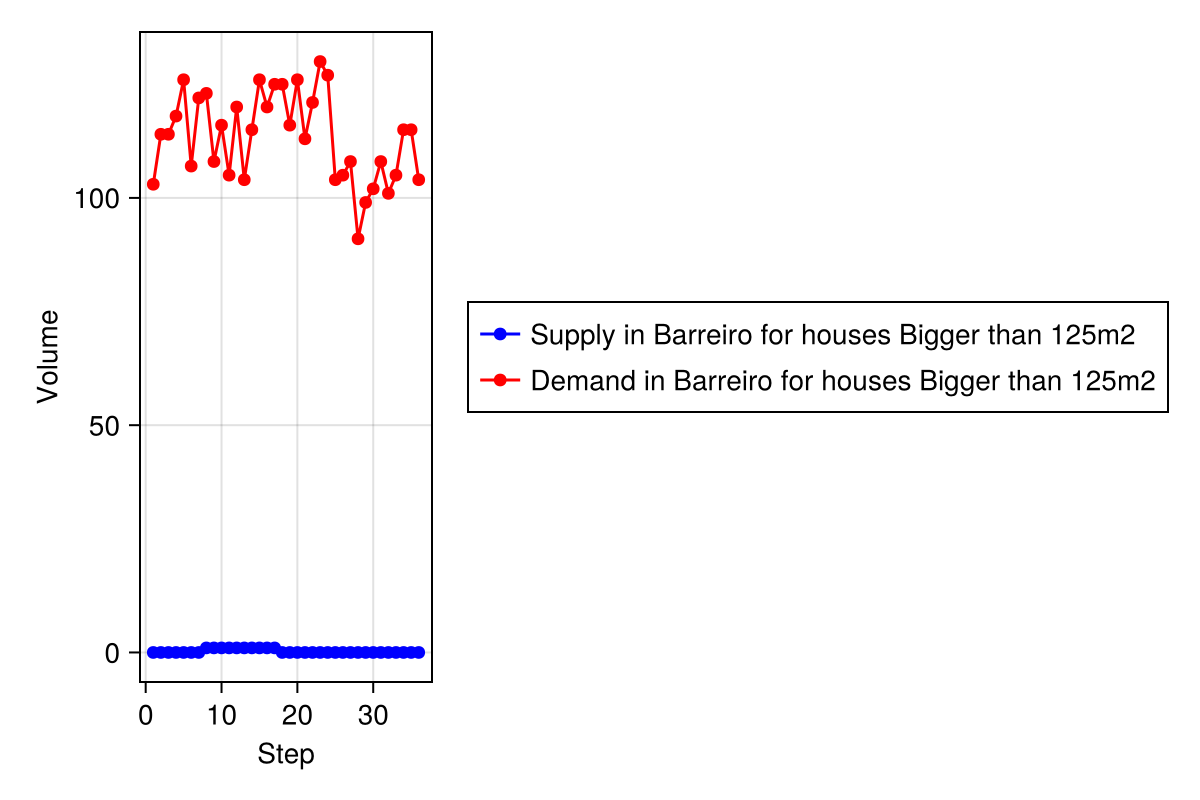 Volume
100
50
0
0 10 20 30
Step
Supply in Barreiro for houses Bigger than 125m2
Demand in Barreiro for houses Bigger than 125m2